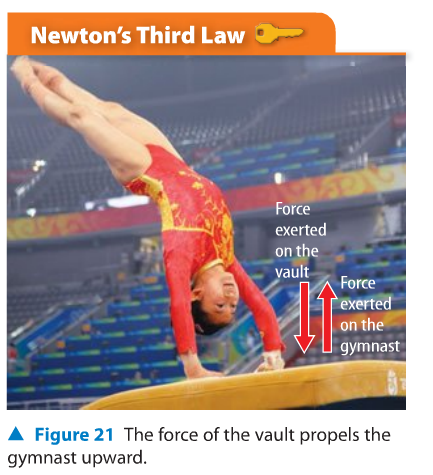 Newton's Third Law
Force
exerted
on the
vault
Force
exerted
on the
gymnast
▲ Figure 21 The force of the vault propels the
gymnast upward.